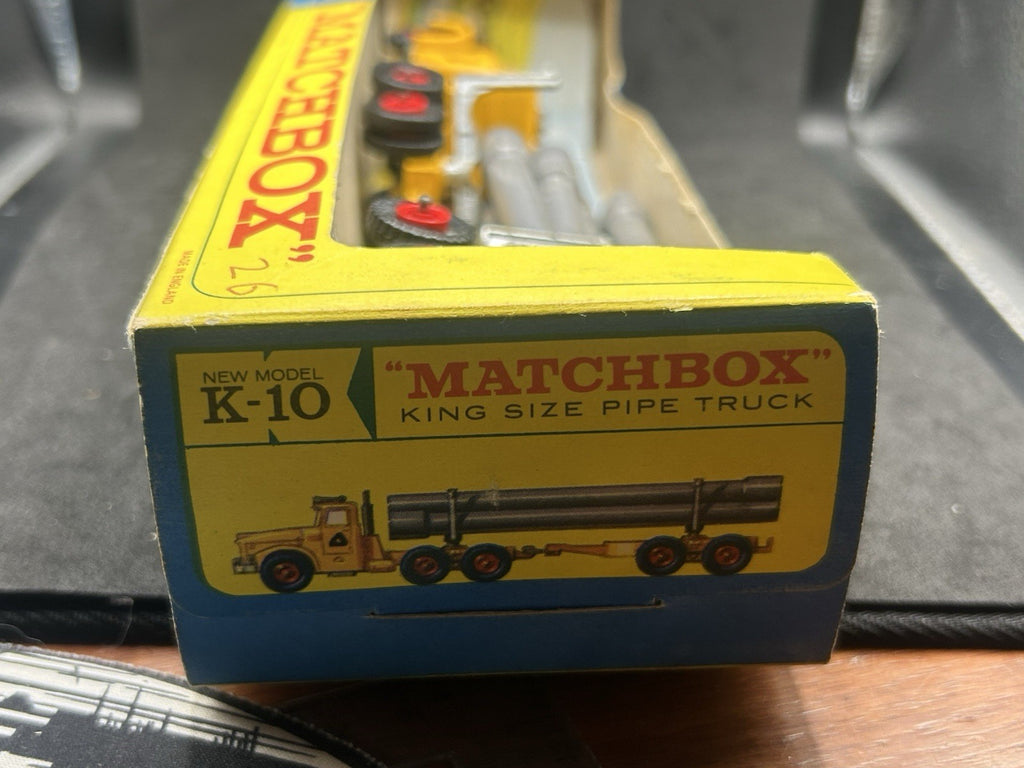 MATCHBOX"
26
MADE IN ENGLAND
NEW MODEL
K-10
"MATCHBOX"
KING SIZE PIPE TRUCK